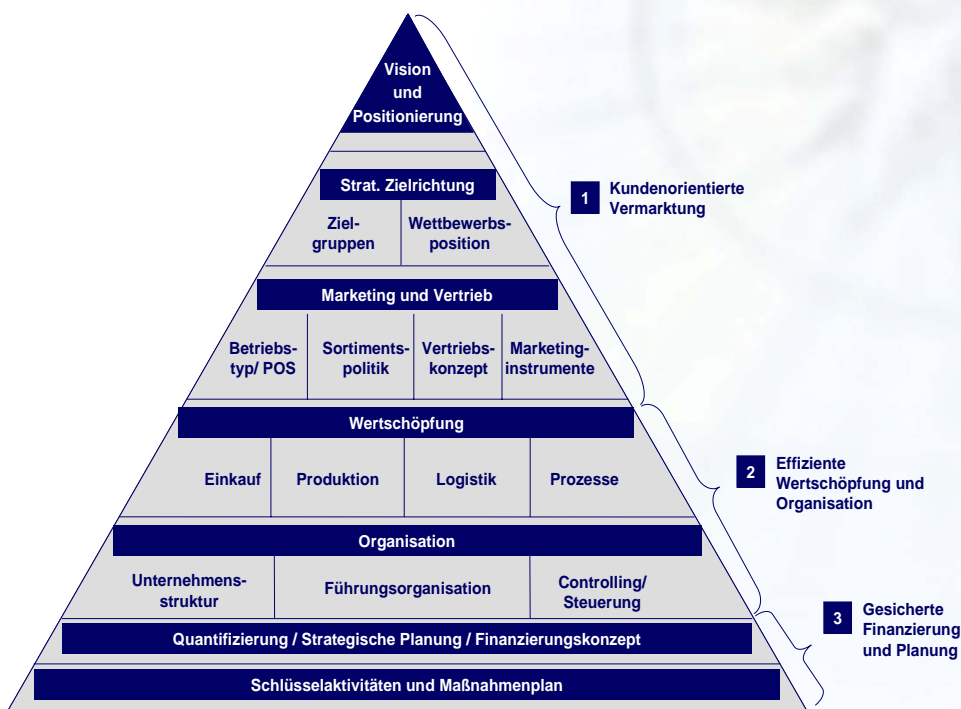 Vision
und
Positionierung
Strat. Zielrichtung
Ziel-
gruppen
Wettbewerbs-
position
1
Kundenorientierte
Vermarktung
Marketing und Vertrieb
Betriebs-
typ/ POS
Sortiments-
politik
Vertriebs-
konzept
Marketing-
instrumente
Wertschöpfung
Einkauf
Produktion
Logistik
Prozesse
2
Effiziente
Wertschöpfung und
Organisation
Organisation
Unternehmens-
struktur
Führungsorganisation
Controlling/
Steuerung
3
Gesicherte
Finanzierung
und Planung
Quantifizierung / Strategische Planung / Finanzierungskonzept
Schlüsselaktivitäten und Maßnahmenplan